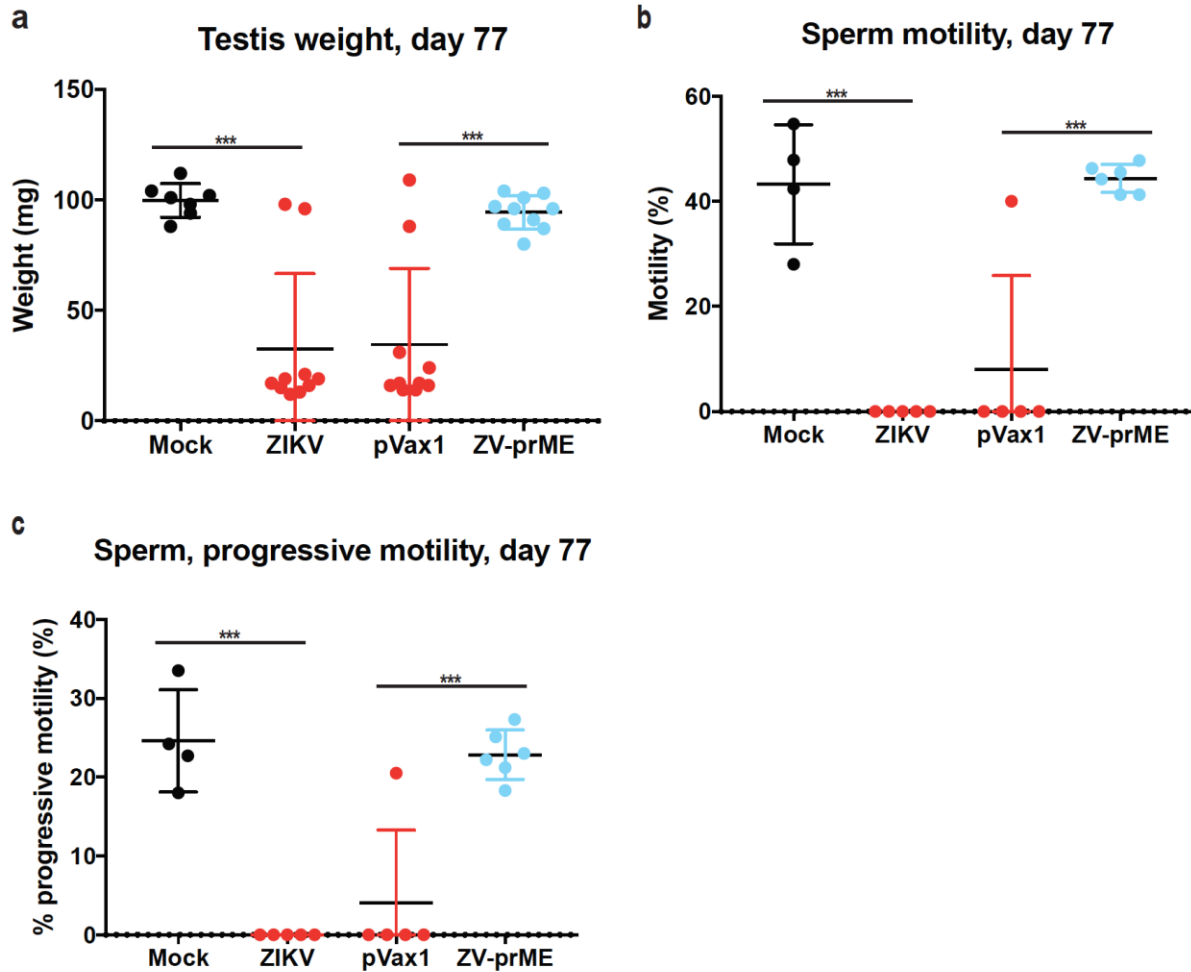 a
Testis weight, day 77
150
100
50
0
Weight (mg)
***
***
Mock ZIKV pVax1 ZV-prME
b
Sperm motility, day 77
60
40
20
0
Motility (%)
***
***
Mock ZIKV pVax1 ZV-prME
c
Sperm, progressive motility, day 77
40
30
20
10
0
% progressive motility (%)
***
***
Mock ZIKV pVax1 ZV-prME